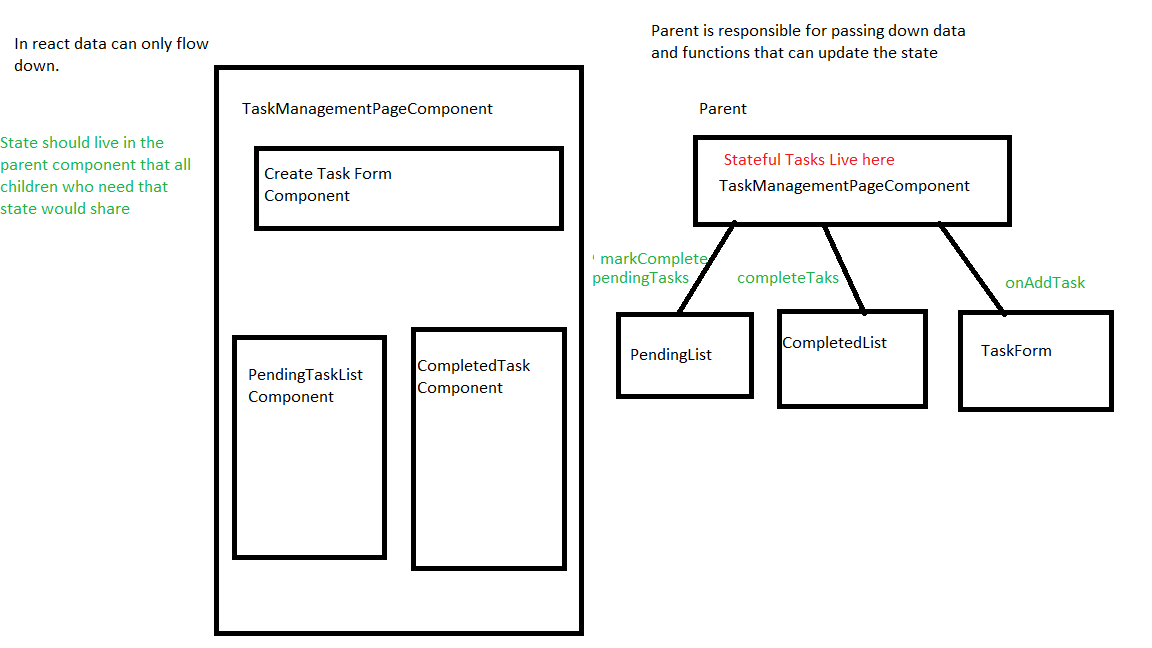 In react data can only flow
down.
State should live in the
parent component that all
children who need that
state would share
TaskManagementPageComponent
Create Task Form
Component
PendingTaskList
Component
CompletedTask
Component
Parent is responsible for passing down data
and functions that can update the state
Parent
Stateful Tasks Live here
TaskManagementPageComponent
markComplete
pendingTasks
completeTaks
onAddTask
PendingList
CompletedList
TaskForm